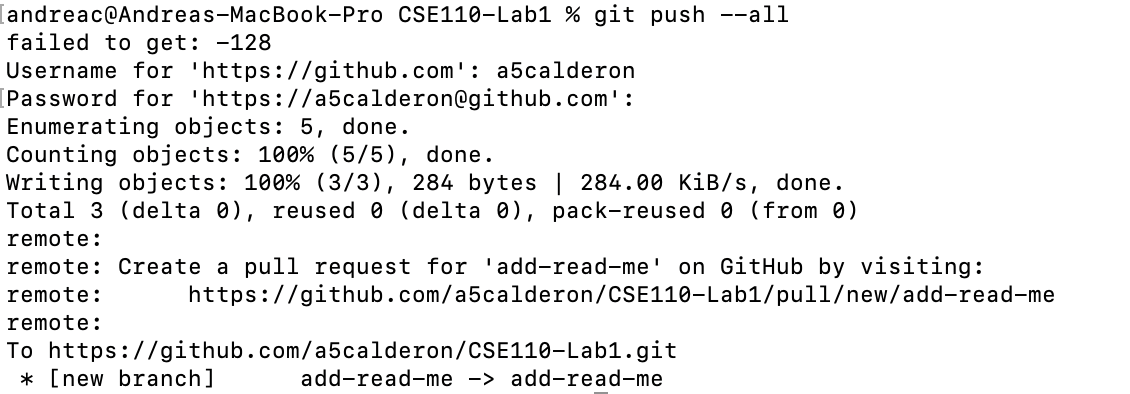 [andreac@Andreas-MacBook-Pro CSE110-Lab1 % git push --all
failed to get: -128
Username for 'https://github.com': a5calderon
[Password for 'https://a5calderon@github.com':
Enumerating objects: 5, done.
Counting objects: 100% (5/5), done.
Writing objects: 100% (3/3), 284 bytes | 284.00 KiB/s, done.
Total 3 (delta 0), reused 0 (delta 0), pack-reused 0 (from 0)
remote:
remote: Create a pull request for 'add-read-me' on GitHub by visiting:
remote:      https://github.com/a5calderon/CSE110-Lab1/pull/new/add-read-me
remote:
To https://github.com/a5calderon/CSE110-Lab1.git
 * [new branch]      add-read-me -> add-read-me